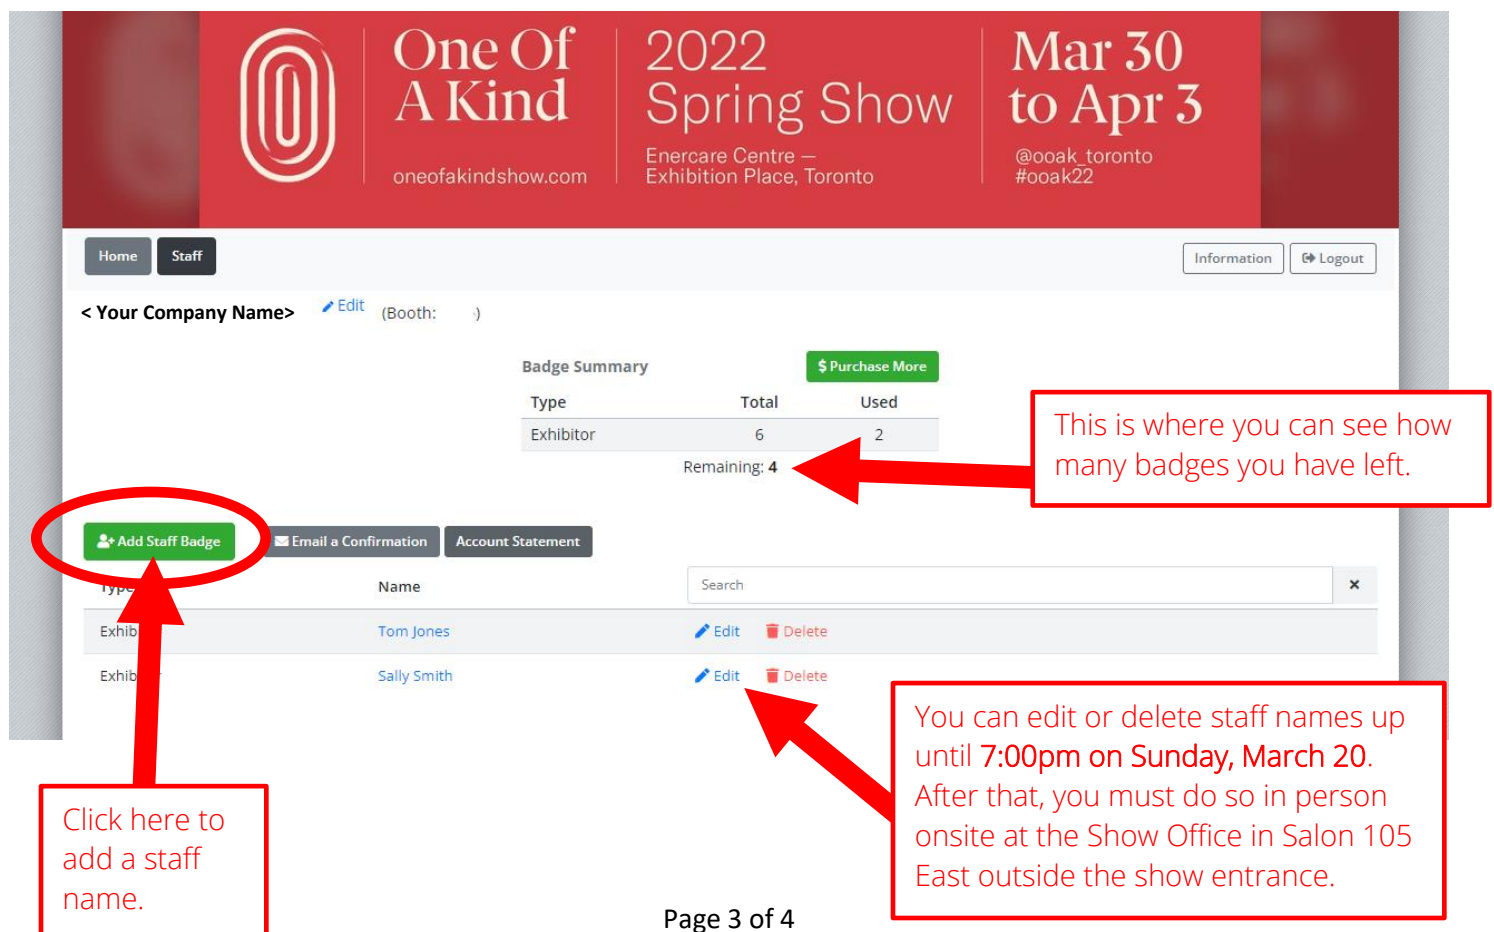 One Of
A Kind
oneofakindshow.com
2022
Spring Show
Enercare Centre —
Exhibition Place, Toronto
Mar 30
to Apr 3
@ooak_toronto
#ooak22
Home Staff Information Logout
< Your Company Name> Edit (Booth: )
Badge Summary $ Purchase More
Type Total Used
Exhibitor 6 2
Remaining: 4
This is where you can see how
many badges you have left.
Add Staff Badge Email a Confirmation Account Statement
Type Name Search ×
Tom Jones Edit Delete
Sally Smith Edit Delete
You can edit or delete staff names up
until 7:00pm on Sunday, March 20.
After that, you must do so in person
onsite at the Show Office in Salon 105
East outside the show entrance.
Click here to
add a staff
name.
Page 3 of 4